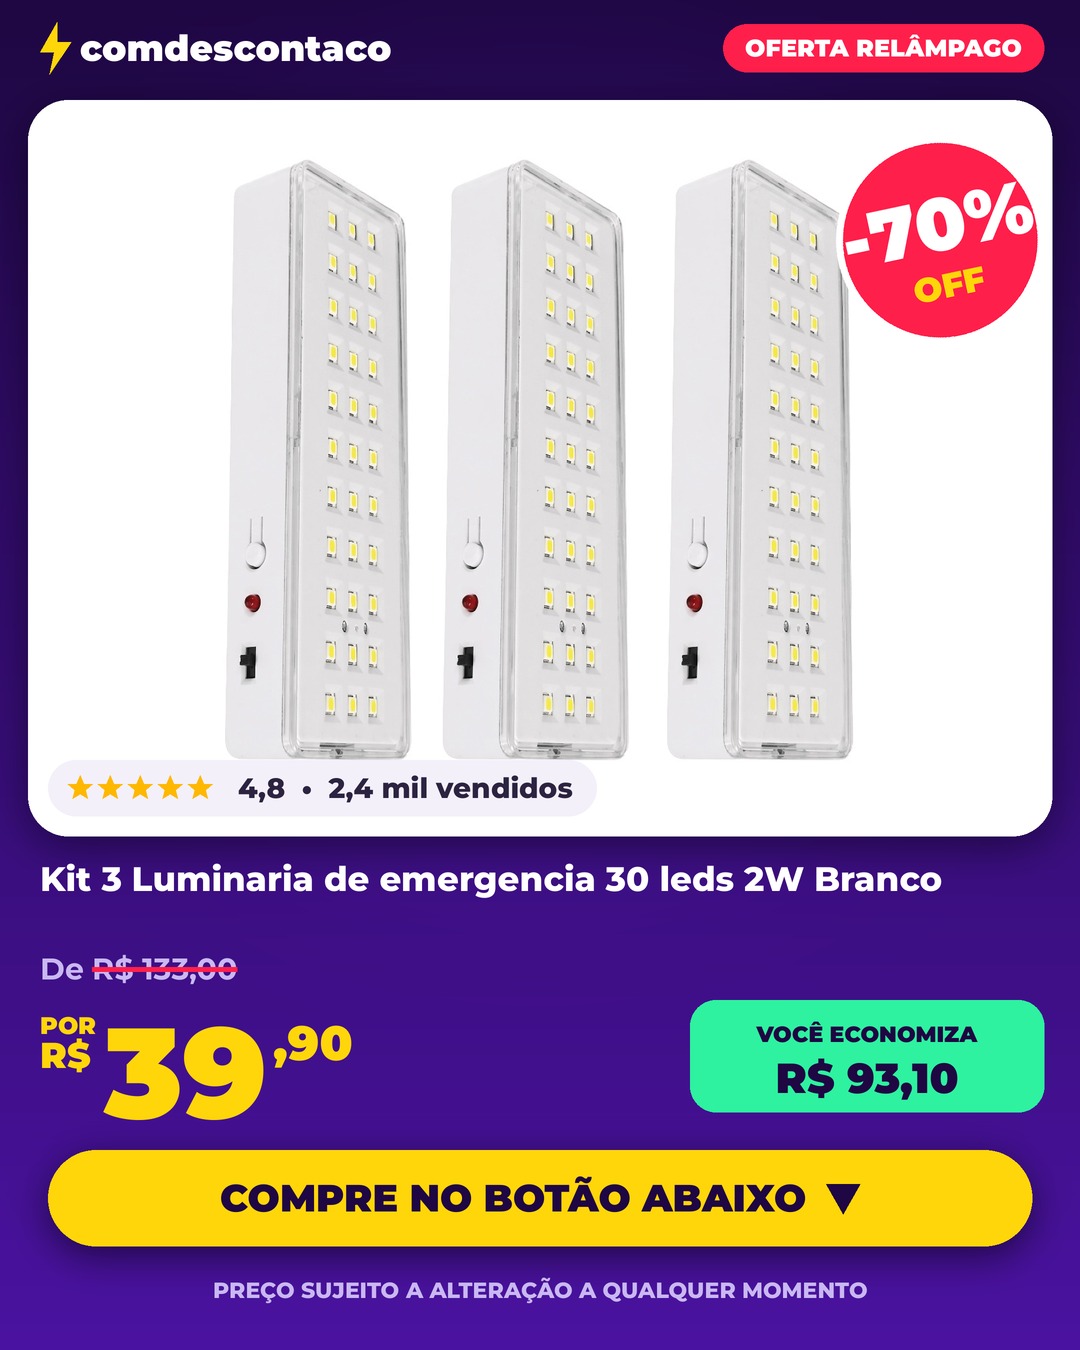 comdescontaco
OFERTA RELÂMPAGO
-70%
OFF
4,8 • 2,4 mil vendidos
Kit 3 Luminaria de emergencia 30 leds 2W Branco
De R$ 133,00
POR
R$ 39,90
VOCÊ ECONOMIZA
R$ 93,10
COMPRE NO BOTÃO ABAIXO ▼
PREÇO SUJEITO A ALTERAÇÃO A QUALQUER MOMENTO